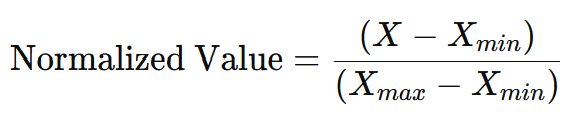 Normalized Value = (X − X_min) / (X_max − X_min)